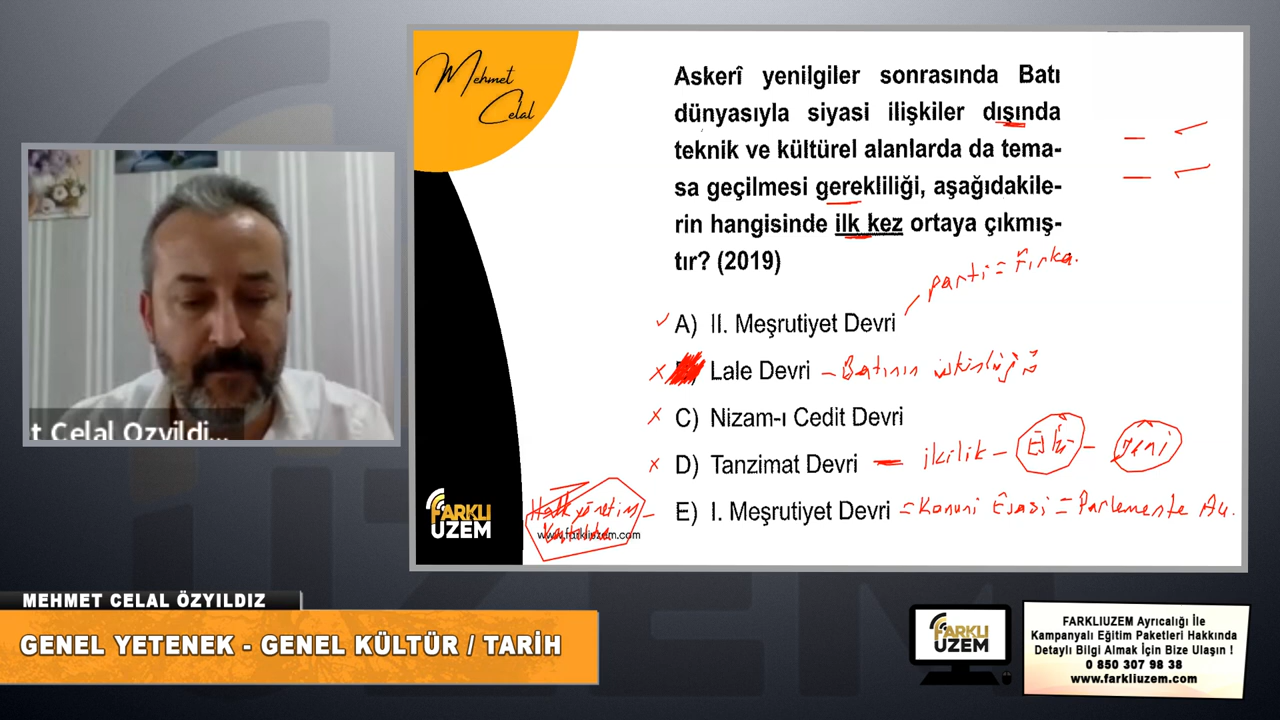 Mehmet
Celal
Askerî yenilgiler sonrasında Batı
dünyasıyla siyasi ilişkiler dışında
teknik ve kültürel alanlarda da tema-
sa geçilmesi gerekliliği, aşağıdakile-
rin hangisinde ilk kez ortaya çıkmış-
tır? (2019)
parti = Fırka.
A) II. Meşrutiyet Devri
Lale Devri - Batının
C) Nizam-ı Cedit Devri
D) Tanzimat Devri - ikilik - Eski - yeni
E) I. Meşrutiyet Devri = Kanuni Esasi = Parlemente
Halk yönetim
www.farkliuzem.com
FARKLI
UZEM
t Celal Ozyildi...
MEHMET CELAL ÖZYILDIZ
GENEL YETENEK - GENEL KÜLTÜR / TARİH
FARKLI
UZEM
FARKLIUZEM Ayrıcalığı İle
Kampanyalı Eğitim Paketleri Hakkında
Detaylı Bilgi Almak İçin Bize Ulaşın !
0 850 307 98 38
www.farkliuzem.com
UZEM